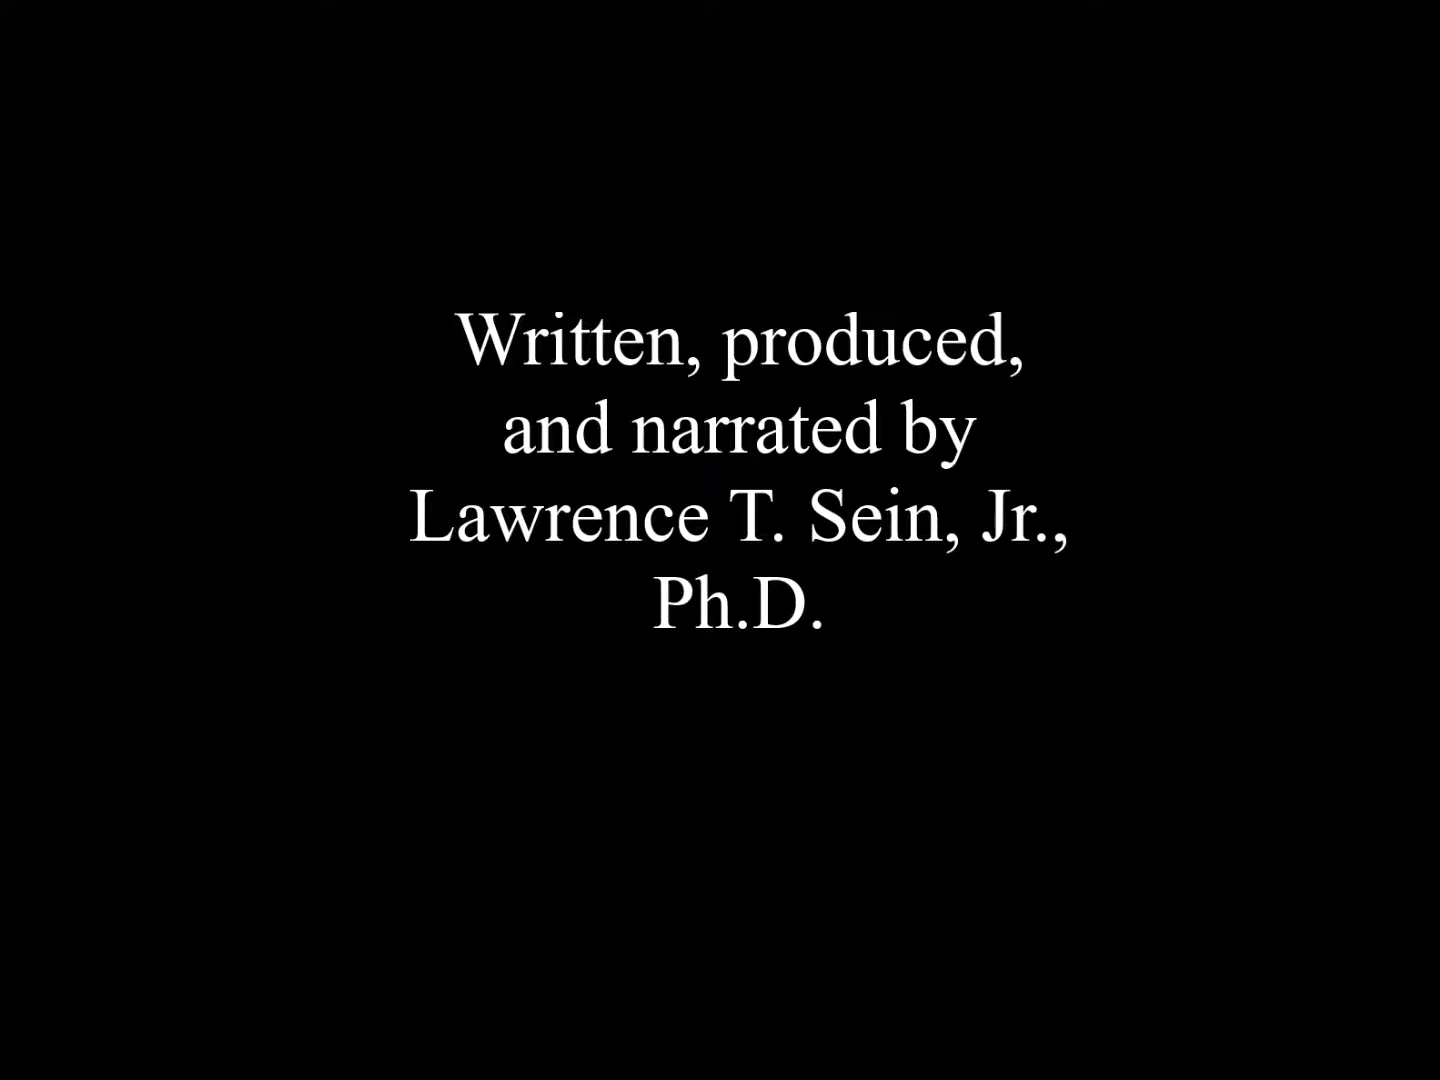 Written, produced,
and narrated by
Lawrence T. Sein, Jr.,
Ph.D.